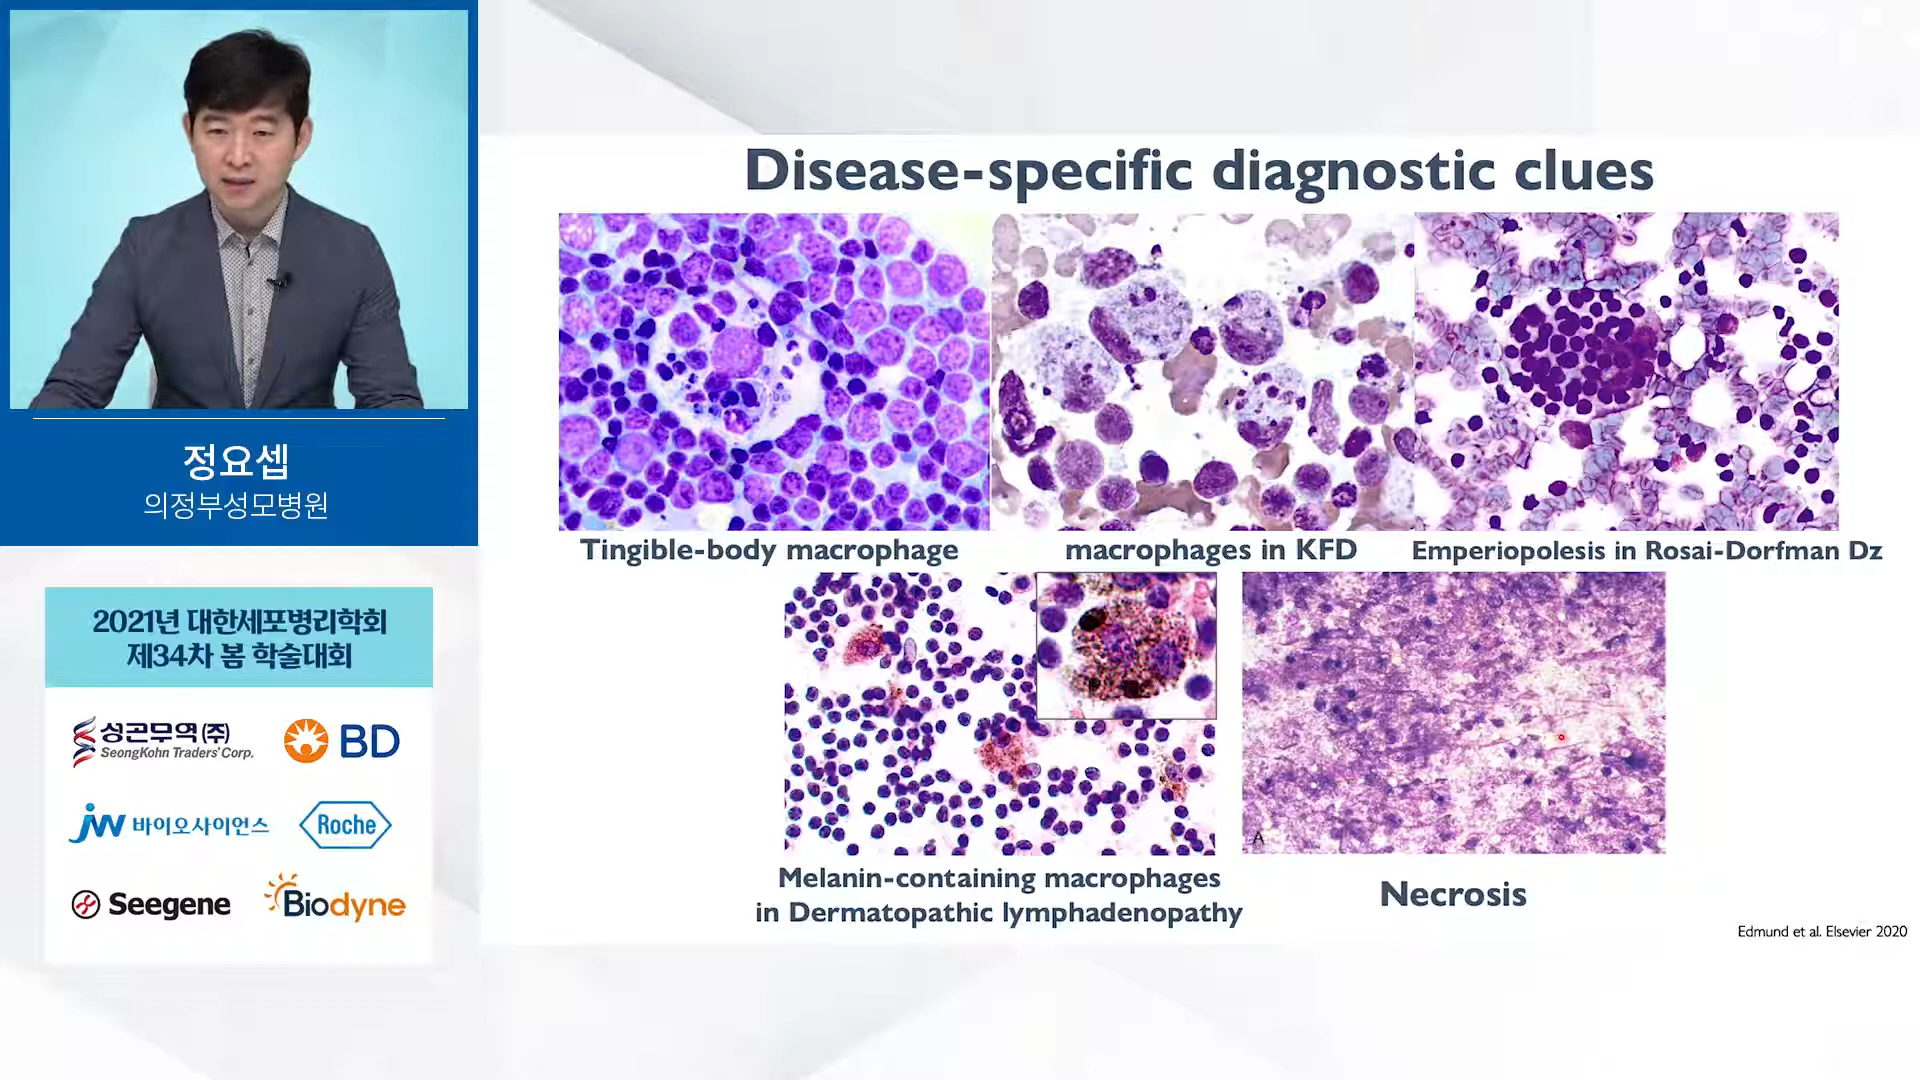 정요셉
의정부성모병원
2021년 대한세포병리학회
제34차 봄 학술대회
성곤무역(주)
SeongKohn Traders' Corp.
BD
jw 바이오사이언스
Roche
Seegene
Biodyne
Disease-specific diagnostic clues
Tingible-body macrophage
macrophages in KFD
Emperiopolesis in Rosai-Dorfman Dz
A
Melanin-containing macrophages
in Dermatopathic lymphadenopathy
Necrosis
Edmund et al. Elsevier 2020